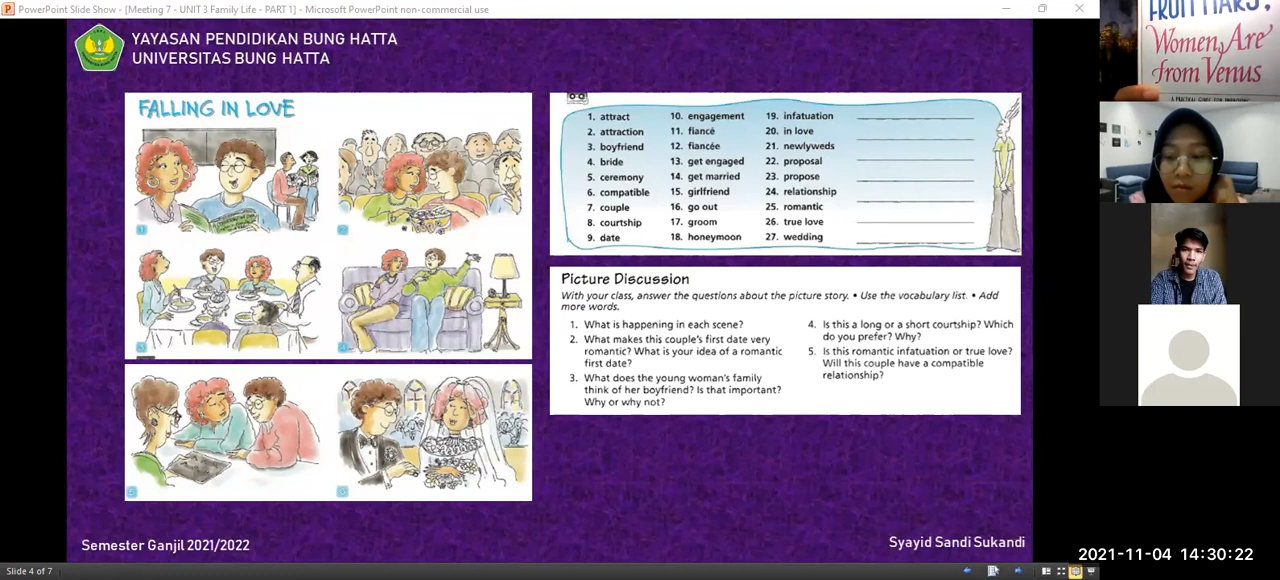 PowerPoint Slide Show - [Meeting 7 - UNIT 3 Family Life - PART 1] - Microsoft PowerPoint non-commercial use
YAYASAN PENDIDIKAN BUNG HATTA
UNIVERSITAS BUNG HATTA
FALLING IN LOVE
1
2
3
4
1. attract
2. attraction
3. boyfriend
4. bride
5. ceremony
6. compatible
7. couple
8. courtship
9. date
10. engagement
11. fiancé
12. fiancée
13. get engaged
14. get married
15. girlfriend
16. go out
17. groom
18. honeymoon
19. infatuation
20. in love
21. newlyweds
22. proposal
23. propose
24. relationship
25. romantic
26. true love
27. wedding
Picture Discussion
With your class, answer the questions about the picture story. • Use the vocabulary list. • Add
more words.
1. What is happening in each scene?
2. What makes this couple's first date very
romantic? What is your idea of a romantic
first date?
3. What does the young woman's family
think of her boyfriend? Is that important?
Why or why not?
4. Is this a long or a short courtship? Which
do you prefer? Why?
5. Is this romantic infatuation or true love?
Will this couple have a compatible
relationship?
Semester Ganjil 2021/2022
Syayid Sandi Sukandi
Slide 4 of 7
Women Are
from Venus
2021-11-04 14:30:22